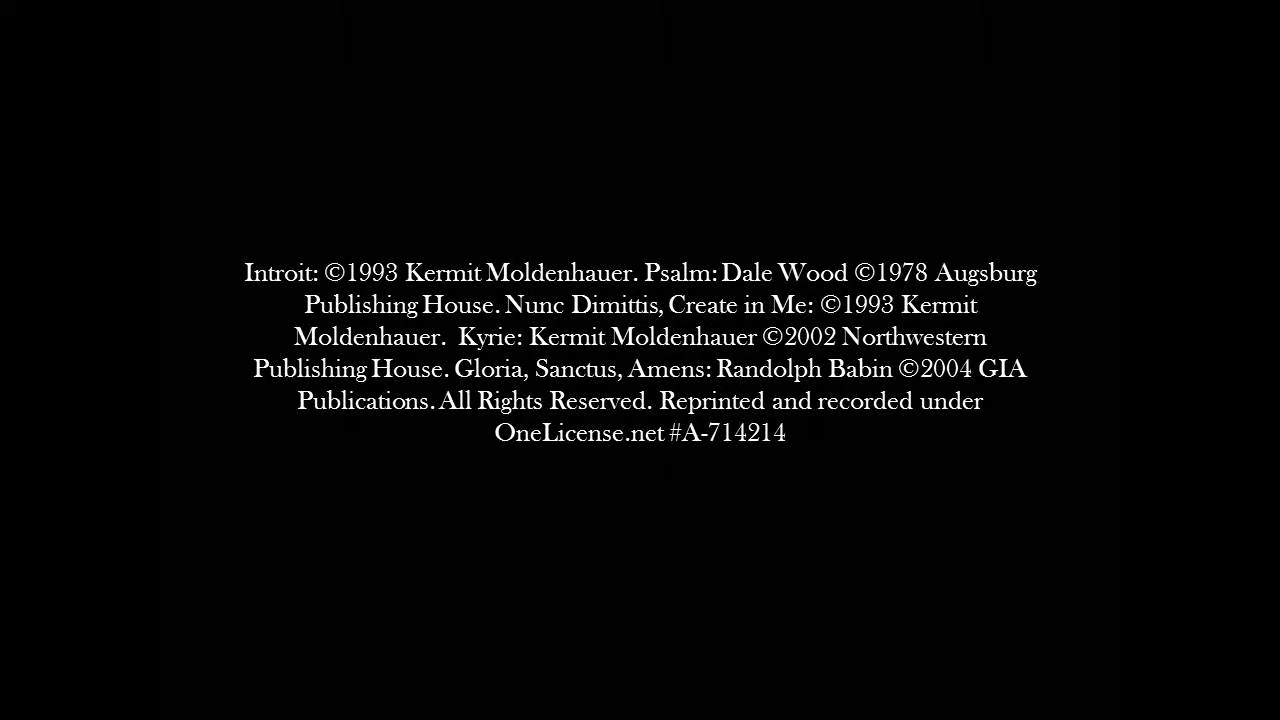 Introit: ©1993 Kermit Moldenhauer. Psalm: Dale Wood ©1978 Augsburg
Publishing House. Nunc Dimittis, Create in Me: ©1993 Kermit
Moldenhauer.  Kyrie: Kermit Moldenhauer ©2002 Northwestern
Publishing House. Gloria, Sanctus, Amens: Randolph Babin ©2004 GIA
Publications. All Rights Reserved. Reprinted and recorded under
OneLicense.net #A-714214